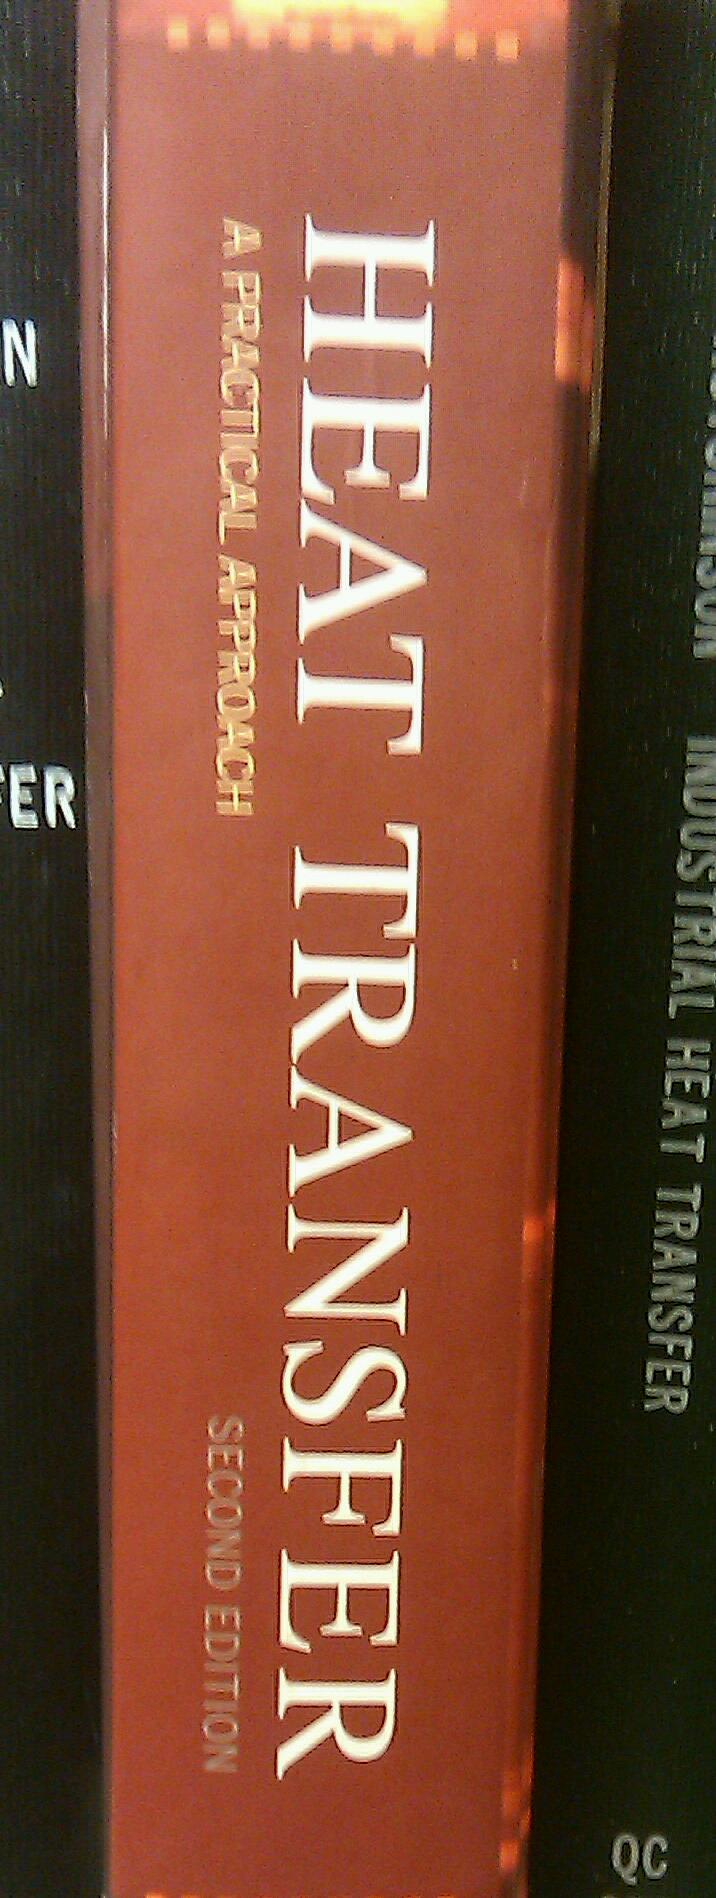 HEAT TRANSFER
A PRACTICAL APPROACH
SECOND EDITION
INDUSTRIAL HEAT TRANSFER
QC
N
FER